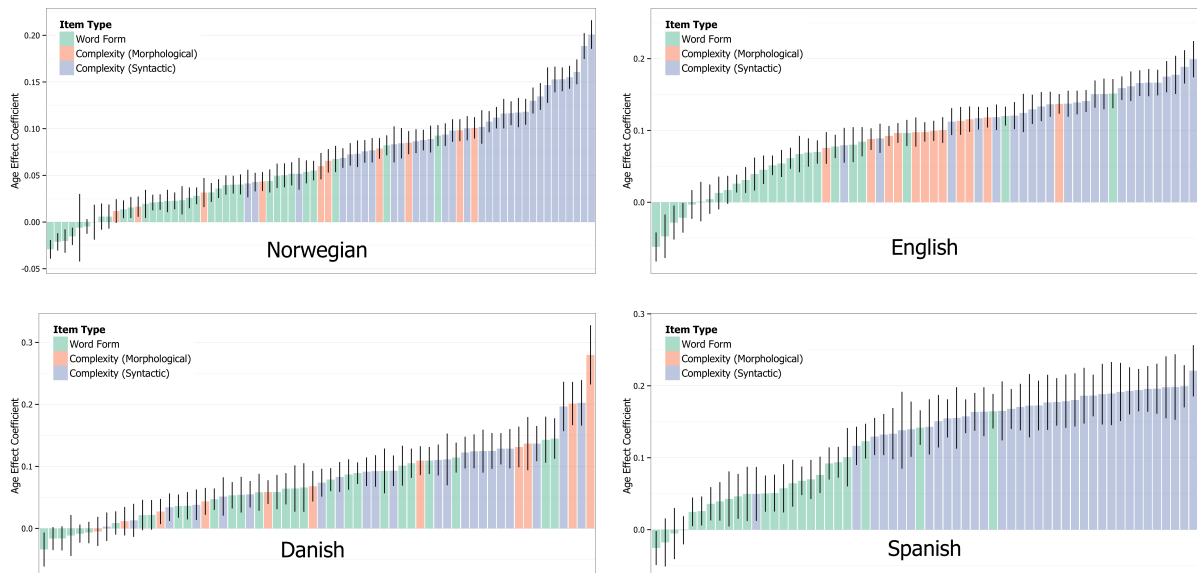 Item Type
Word Form
Complexity (Morphological)
Complexity (Syntactic)
Age Effect Coefficient
0.20
0.15
0.10
0.05
0.00
-0.05
Norwegian
Item Type
Word Form
Complexity (Morphological)
Complexity (Syntactic)
Age Effect Coefficient
0.2
0.1
0.0
English
Item Type
Word Form
Complexity (Morphological)
Complexity (Syntactic)
Age Effect Coefficient
0.3
0.2
0.1
0.0
Danish
Item Type
Word Form
Complexity (Morphological)
Complexity (Syntactic)
Age Effect Coefficient
0.3
0.2
0.1
0.0
Spanish